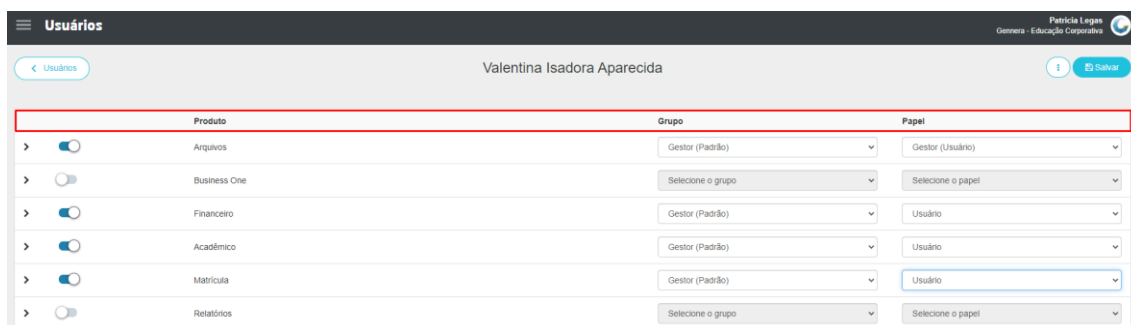 Usuários
Patricia Legas
Gennera - Educação Corporativa
Usuários
Valentina Isadora Aparecida
Salvar
Produto Grupo Papel
Arquivos Gestor (Padrão) Gestor (Usuário)
Business One Selecione o grupo Selecione o papel
Financeiro Gestor (Padrão) Usuário
Acadêmico Gestor (Padrão) Usuário
Matrícula Gestor (Padrão) Usuário
Relatórios Selecione o grupo Selecione o papel